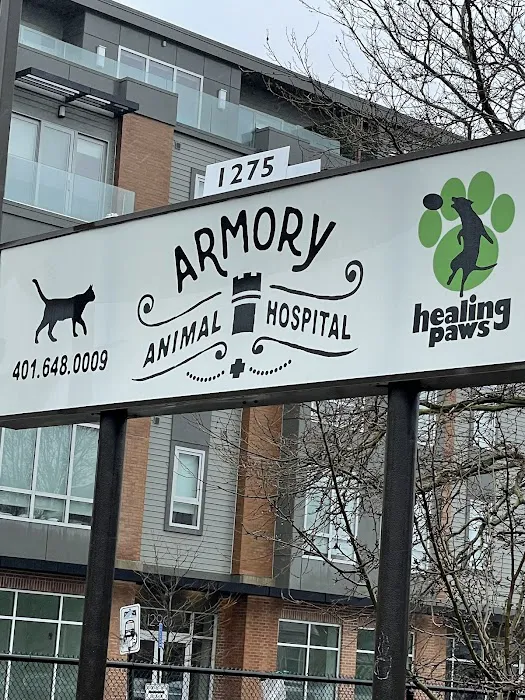 1275
ARMORY
ANIMAL HOSPITAL
401.648.0009
healing
paws